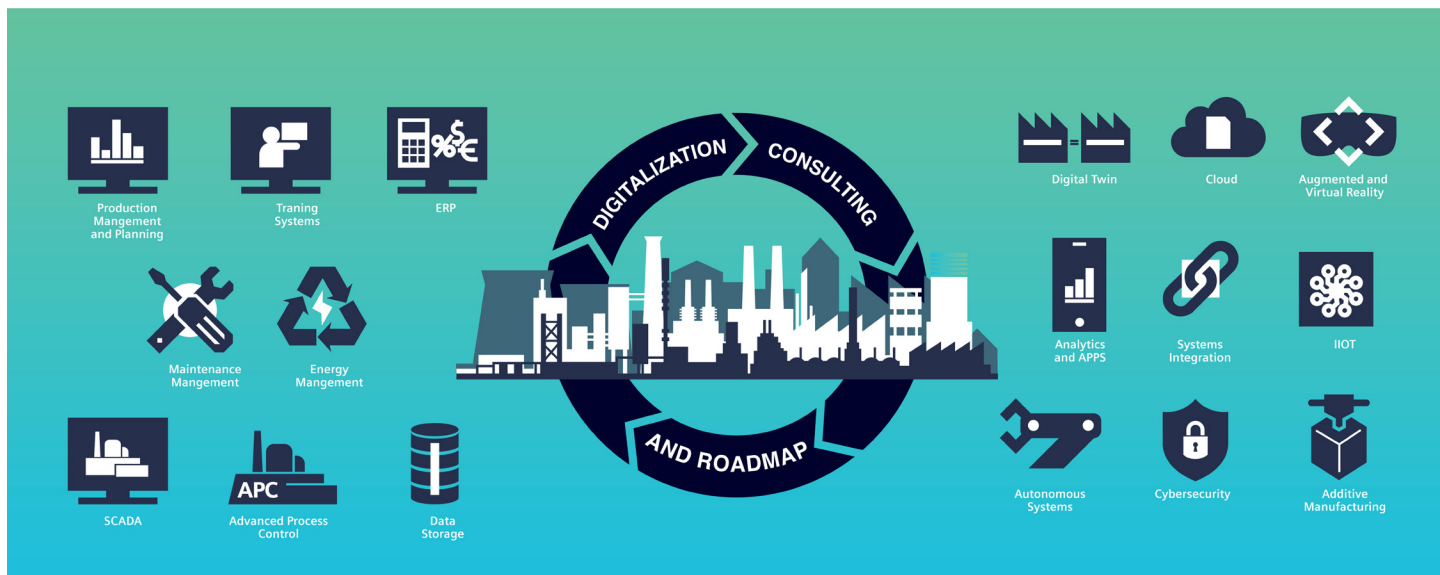 Production
Mangement
and Planning
Traning
Systems
%$€
ERP
DIGITALIZATION
CONSULTING
AND ROADMAP
Digital Twin
Cloud
Augmented and
Virtual Reality
Maintenance
Mangement
Energy
Mangement
Analytics
and APPS
Systems
Integration
IIOT
SCADA
APC
Advanced Process
Control
Data
Storage
Autonomous
Systems
Cybersecurity
Additive
Manufacturing